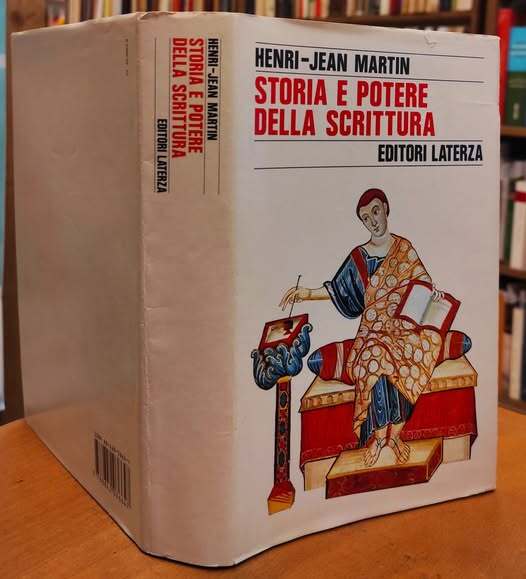 HENRI-JEAN MARTIN
STORIA E POTERE
DELLA SCRITTURA
EDITORI LATERZA
HENRI-JEAN MARTIN
STORIA E POTERE
DELLA SCRITTURA
EDITORI LATERZA